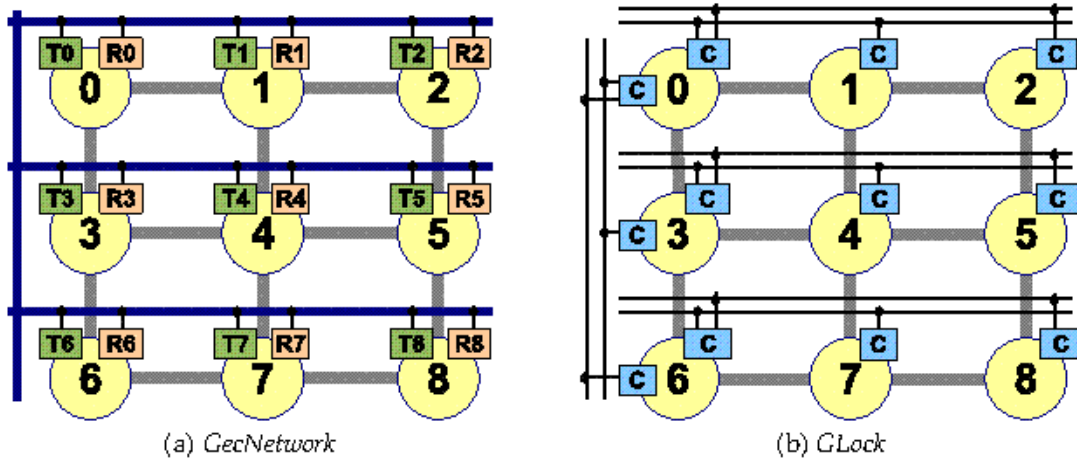 T0 R0 T1 R1 T2 R2 C C C
0 1 2 C 0 1 2
T3 R3 T4 R4 T5 R5 C C C
3 4 5 C 3 4 5
T6 R6 T7 R7 T8 R8 C C C
6 7 8 C 6 7 8
(a) GecNetwork (b) GLock